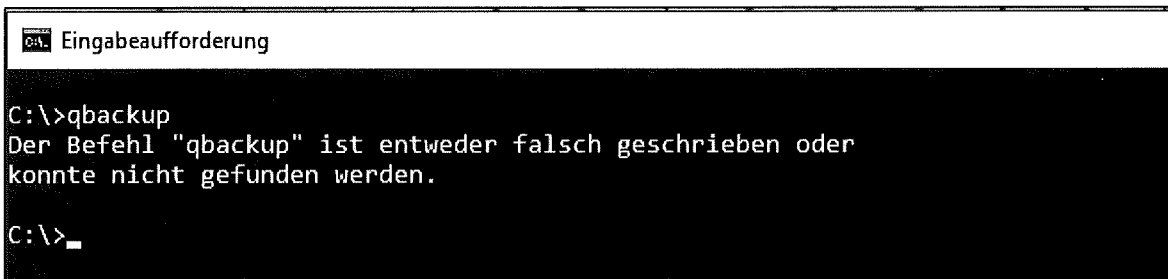 Eingabeaufforderung
C:\>qbackup
Der Befehl "qbackup" ist entweder falsch geschrieben oder
konnte nicht gefunden werden.
C:\>